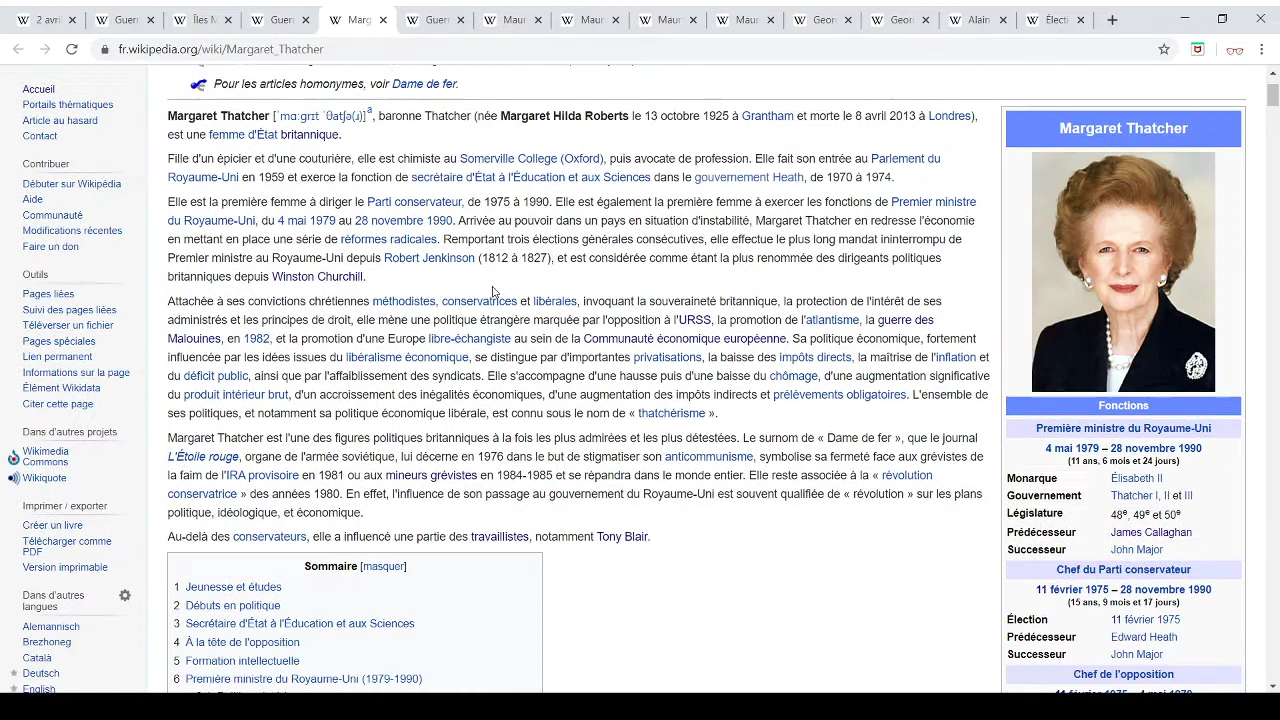 2 avril
Guerr
Îles M
Guerr
Marg
Guerr
Maur
Maur
Maur
Maur
Georg
Georg
Alain
Électi
fr.wikipedia.org/wiki/Margaret_Thatcher
Pour les articles homonymes, voir Dame de fer.
Accueil
Portails thématiques
Article au hasard
Contact
Contribuer
Débuter sur Wikipédia
Aide
Communauté
Modifications récentes
Faire un don
Outils
Pages liées
Suivi des pages liées
Téléverser un fichier
Pages spéciales
Lien permanent
Informations sur la page
Élément Wikidata
Citer cette page
Dans d'autres projets
Wikimedia
Commons
Wikiquote
Imprimer / exporter
Créer un livre
Télécharger comme
PDF
Version imprimable
Dans d'autres
langues
Alemannisch
Brezhoneg
Català
Deutsch
English
Margaret Thatcher [ˈmɑːɡɹɪt ˈθatʃə(ɹ)]a, baronne Thatcher (née Margaret Hilda Roberts le 13 octobre 1925 à Grantham et morte le 8 avril 2013 à Londres),
est une femme d'État britannique.
Fille d'un épicier et d'une couturière, elle est chimiste au Somerville College (Oxford), puis avocate de profession. Elle fait son entrée au Parlement du
Royaume-Uni en 1959 et exerce la fonction de secrétaire d'État à l'Éducation et aux Sciences dans le gouvernement Heath, de 1970 à 1974.
Elle est la première femme à diriger le Parti conservateur, de 1975 à 1990. Elle est également la première femme à exercer les fonctions de Premier ministre
du Royaume-Uni, du 4 mai 1979 au 28 novembre 1990. Arrivée au pouvoir dans un pays en situation d'instabilité, Margaret Thatcher en redresse l'économie
en mettant en place une série de réformes radicales. Remportant trois élections générales consécutives, elle effectue le plus long mandat ininterrompu de
Premier ministre au Royaume-Uni depuis Robert Jenkinson (1812 à 1827), et est considérée comme étant la plus renommée des dirigeants politiques
britanniques depuis Winston Churchill.
Attachée à ses convictions chrétiennes méthodistes, conservatrices et libérales, invoquant la souveraineté britannique, la protection de l'intérêt de ses
administrés et les principes de droit, elle mène une politique étrangère marquée par l'opposition à l'URSS, la promotion de l'atlantisme, la guerre des
Malouines, en 1982, et la promotion d'une Europe libre-échangiste au sein de la Communauté économique européenne. Sa politique économique, fortement
influencée par les idées issues du libéralisme économique, se distingue par d'importantes privatisations, la baisse des impôts directs, la maîtrise de l'inflation et
du déficit public, ainsi que par l'affaiblissement des syndicats. Elle s'accompagne d'une hausse puis d'une baisse du chômage, d'une augmentation significative
du produit intérieur brut, d'un accroissement des inégalités économiques, d'une augmentation des impôts indirects et prélèvements obligatoires. L'ensemble de
ses politiques, et notamment sa politique économique libérale, est connu sous le nom de « thatchérisme ».
Margaret Thatcher est l'une des figures politiques britanniques à la fois les plus admirées et les plus détestées. Le surnom de « Dame de fer », que le journal
L'Étoile rouge, organe de l'armée soviétique, lui décerne en 1976 dans le but de stigmatiser son anticommunisme, symbolise sa fermeté face aux grévistes de
la faim de l'IRA provisoire en 1981 ou aux mineurs grévistes en 1984-1985 et se répandra dans le monde entier. Elle reste associée à la « révolution
conservatrice » des années 1980. En effet, l'influence de son passage au gouvernement du Royaume-Uni est souvent qualifiée de « révolution » sur les plans
politique, idéologique, et économique.
Au-delà des conservateurs, elle a influencé une partie des travaillistes, notamment Tony Blair.
Sommaire [masquer]
1 Jeunesse et études
2 Débuts en politique
3 Secrétaire d'État à l'Éducation et aux Sciences
4 À la tête de l'opposition
5 Formation intellectuelle
6 Première ministre du Royaume-Uni (1979-1990)
Margaret Thatcher
Fonctions
Première ministre du Royaume-Uni
4 mai 1979 – 28 novembre 1990
(11 ans, 6 mois et 24 jours)
Monarque Élisabeth II
Gouvernement Thatcher I, II et III
Législature 48e, 49e et 50e
Prédécesseur James Callaghan
Successeur John Major
Chef du Parti conservateur
11 février 1975 – 28 novembre 1990
(15 ans, 9 mois et 17 jours)
Élection 11 février 1975
Prédécesseur Edward Heath
Successeur John Major
Chef de l'opposition
11 février 1975 – 4 mai 1979